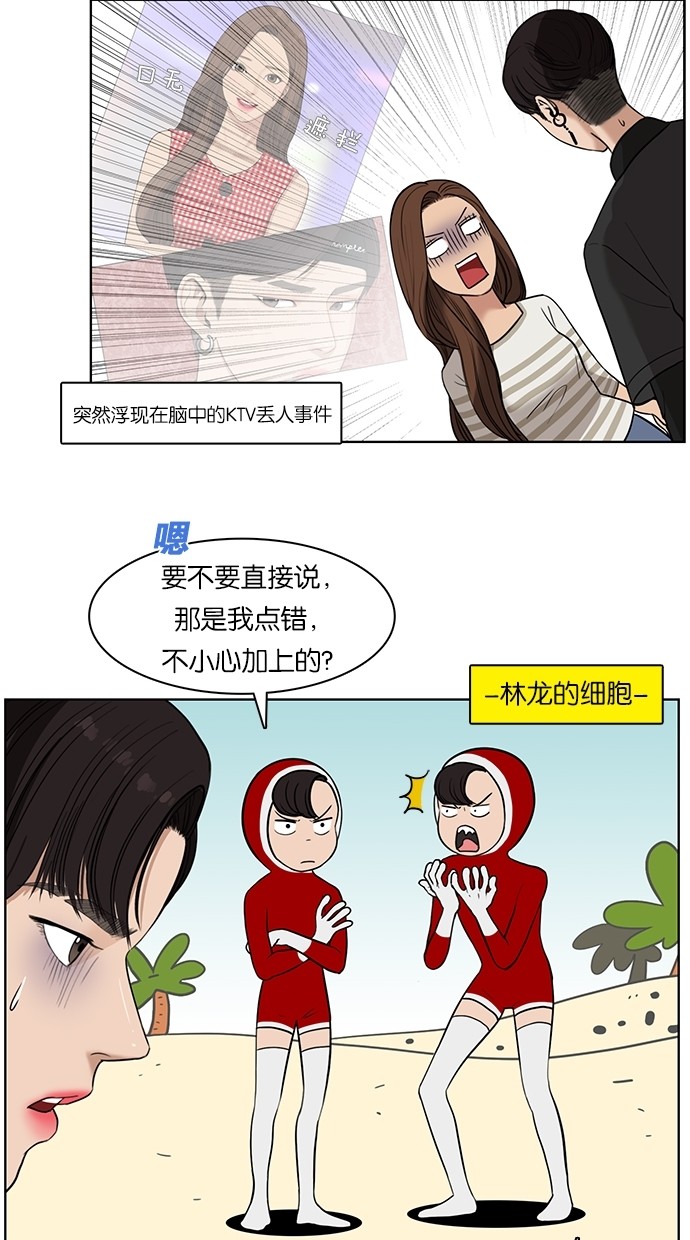 口无
遮拦
突然浮现在脑中的KTV丢人事件
嗯
要不要直接说，
那是我点错，
不小心加上的?
-林龙的细胞-